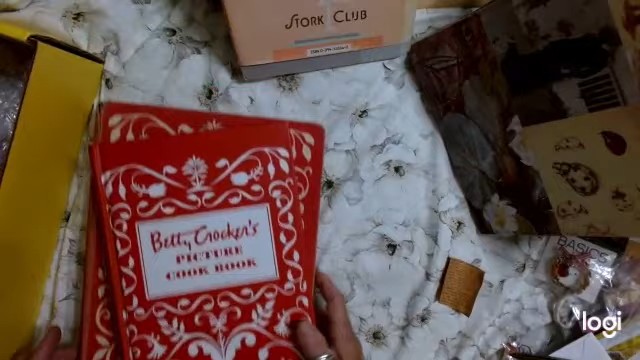 STORK CLUB
Betty Crocker's
PICTURE
COOK BOOK
BASICS
logi